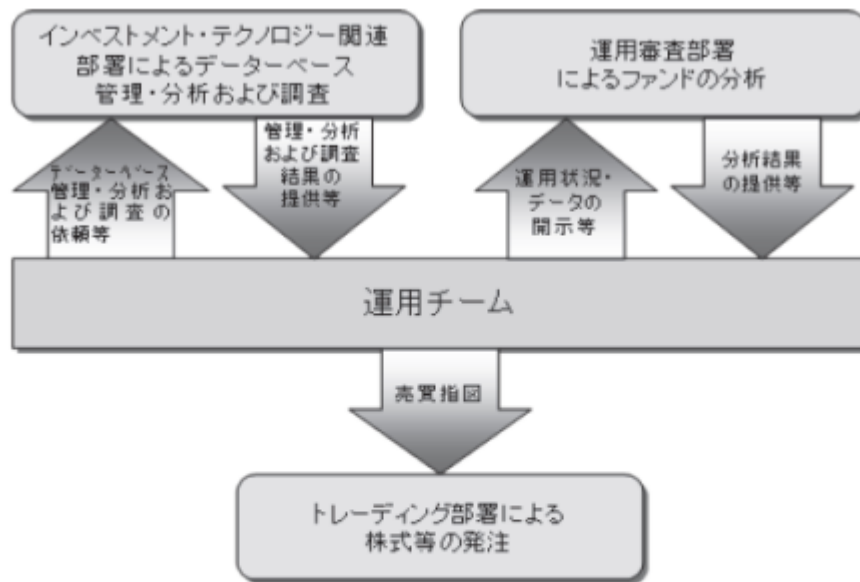 インベストメント・テクノロジー関連
部署によるデーターベース
管理・分析および調査
運用審査部署
によるファンドの分析
データーベース
管理・分析お
よび調査の
依頼等
管理・分析
および調査
結果の
提供等
運用状況・
データの
開示等
分析結果
の提供等
運用チーム
売買指図
トレーディング部署による
株式等の発注